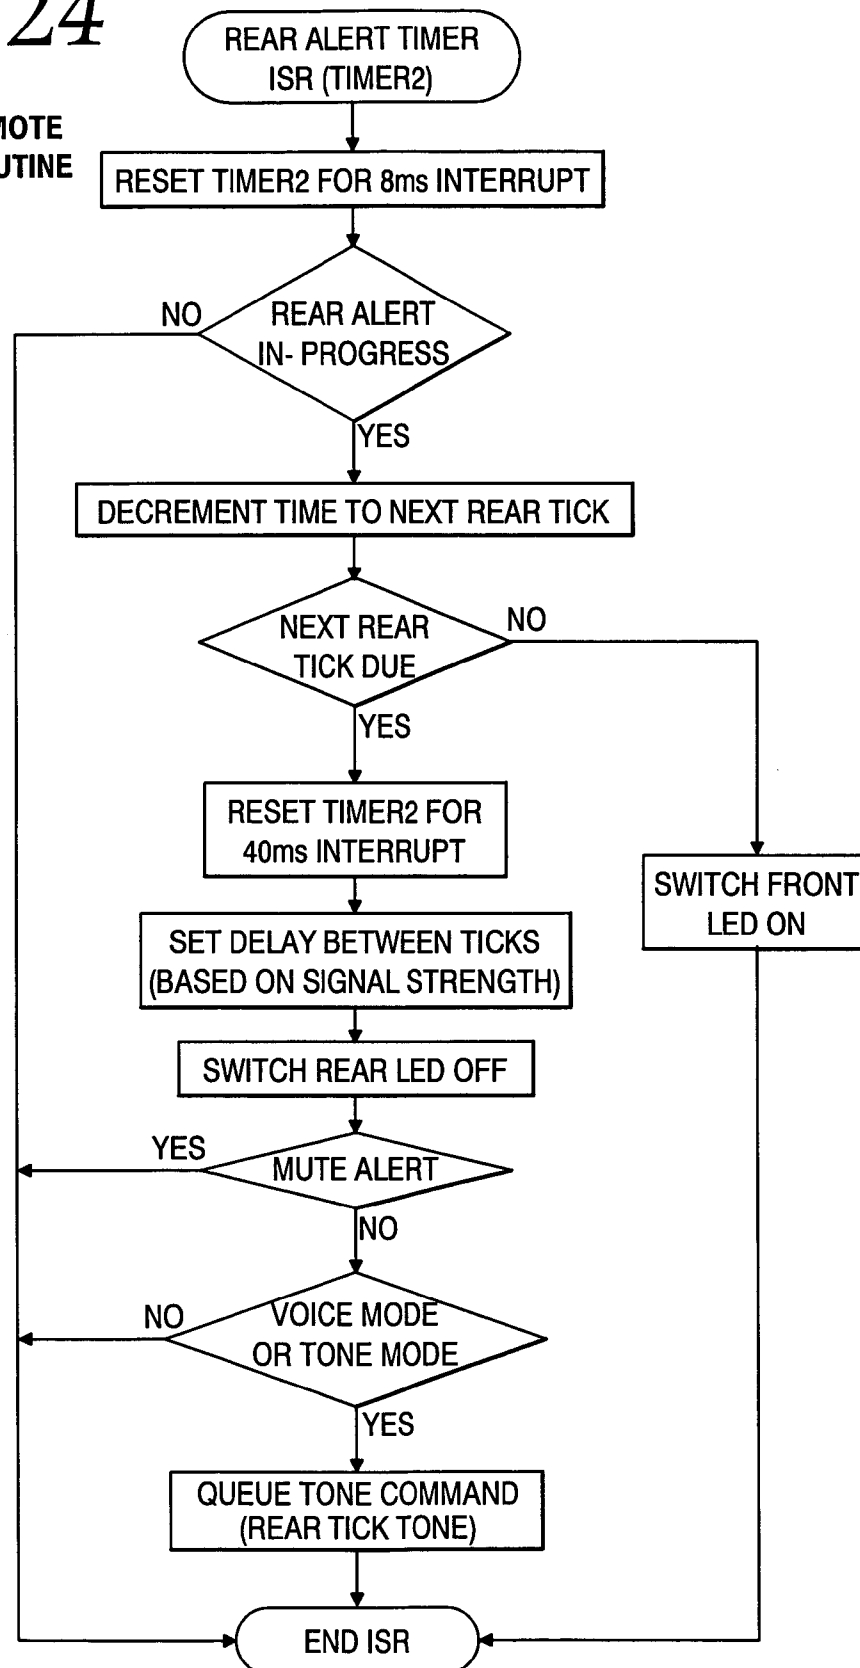 24
REAR ALERT TIMER
ISR (TIMER2)
RESET TIMER2 FOR 8ms INTERRUPT
NO
REAR ALERT
IN- PROGRESS
YES
DECREMENT TIME TO NEXT REAR TICK
NEXT REAR
TICK DUE
NO
YES
RESET TIMER2 FOR
40ms INTERRUPT
SWITCH FRONT
LED ON
SET DELAY BETWEEN TICKS
(BASED ON SIGNAL STRENGTH)
SWITCH REAR LED OFF
YES
MUTE ALERT
NO
NO
VOICE MODE
OR TONE MODE
YES
QUEUE TONE COMMAND
(REAR TICK TONE)
END ISR